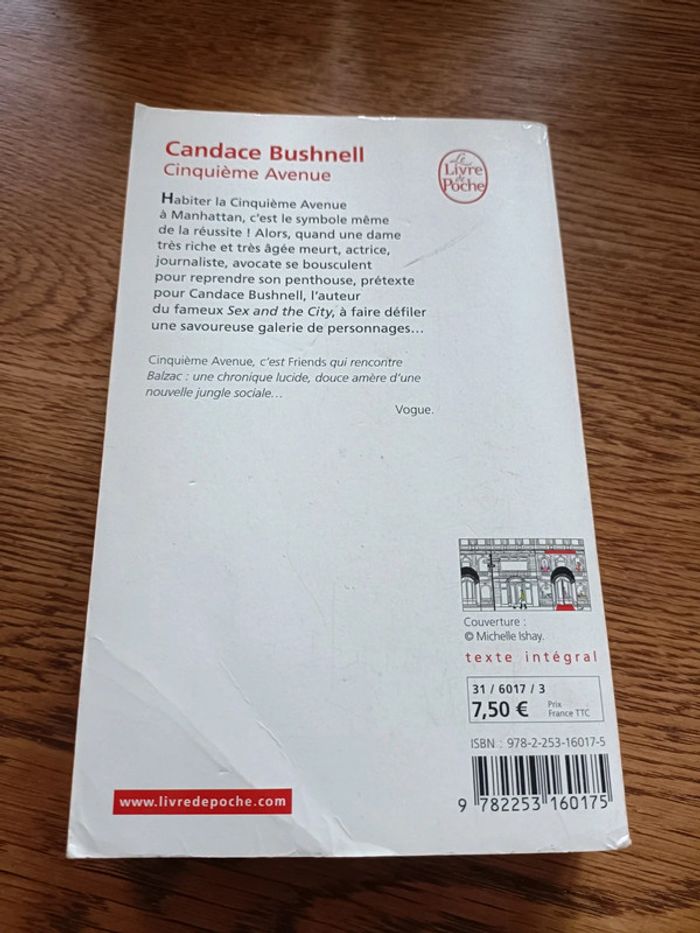 Candace Bushnell
Cinquième Avenue
Le
Livre
de
Poche
Habiter la Cinquième Avenue
à Manhattan, c'est le symbole même
de la réussite ! Alors, quand une dame
très riche et très âgée meurt, actrice,
journaliste, avocate se bousculent
pour reprendre son penthouse, prétexte
pour Candace Bushnell, l'auteur
du fameux Sex and the City, à faire défiler
une savoureuse galerie de personnages...
Cinquième Avenue, c'est Friends qui rencontre
Balzac : une chronique lucide, douce amère d'une
nouvelle jungle sociale...
Vogue.
Couverture :
© Michelle Ishay.
texte intégral
31 / 6017 / 3
7,50 € Prix
France TTC
ISBN : 978-2-253-16017-5
9 782253 160175
www.livredepoche.com